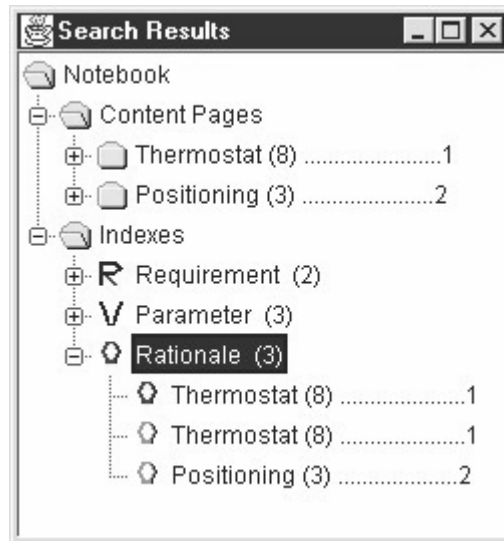 Search Results
Notebook
Content Pages
Thermostat (8) ......................1
Positioning (3) .....................2
Indexes
R Requirement (2)
V Parameter (3)
Rationale (3)
Thermostat (8) .....................1
Thermostat (8) .....................1
Positioning (3) ....................2